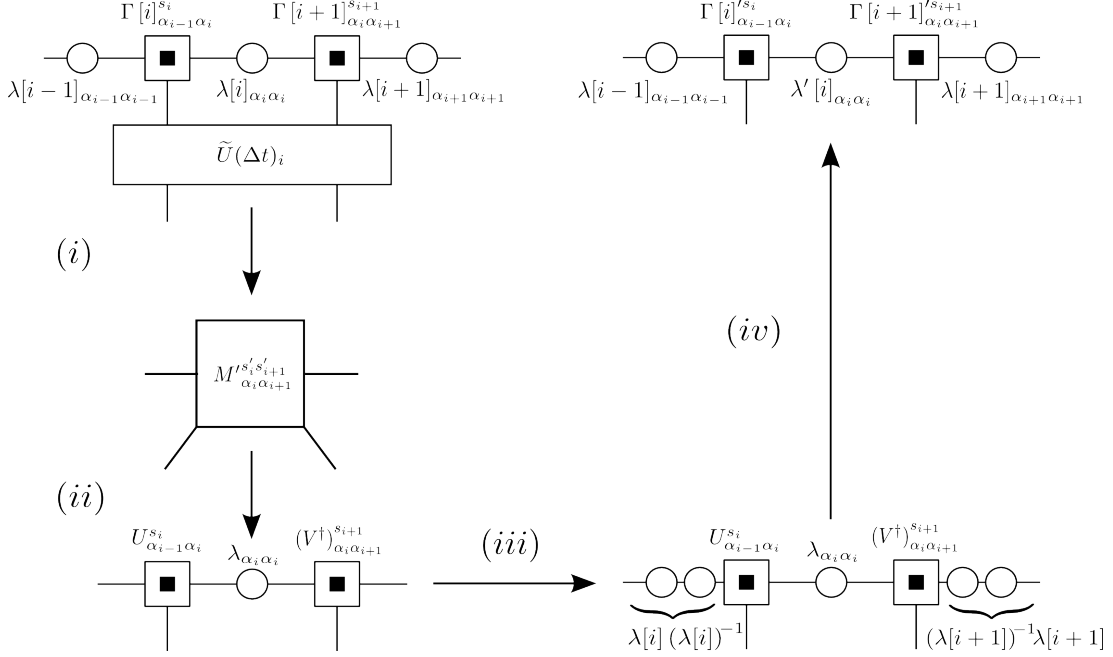 Γ[i]^{s_i}_{α_{i−1}α_i} Γ[i+1]^{s_{i+1}}_{α_iα_{i+1}}
λ[i−1]_{α_{i−1}α_{i−1}} λ[i]_{α_iα_i} λ[i+1]_{α_{i+1}α_{i+1}}
Ũ(Δt)_i
(i)
M'^{s'_is'_{i+1}}_{α_iα_{i+1}}
(ii)
U^{s_i}_{α_{i−1}α_i} λ_{α_iα_i} (V^†)^{s_{i+1}}_{α_iα_{i+1}}
(iii)
U^{s_i}_{α_{i−1}α_i} λ_{α_iα_i} (V^†)^{s_{i+1}}_{α_iα_{i+1}}
λ[i] (λ[i])^{−1} (λ[i+1])^{−1}λ[i+1]
(iv)
Γ[i]'^{s_i}_{α_{i−1}α_i} Γ[i+1]'^{s_{i+1}}_{α_iα_{i+1}}
λ[i−1]_{α_{i−1}α_{i−1}} λ'[i]_{α_iα_i} λ[i+1]_{α_{i+1}α_{i+1}}